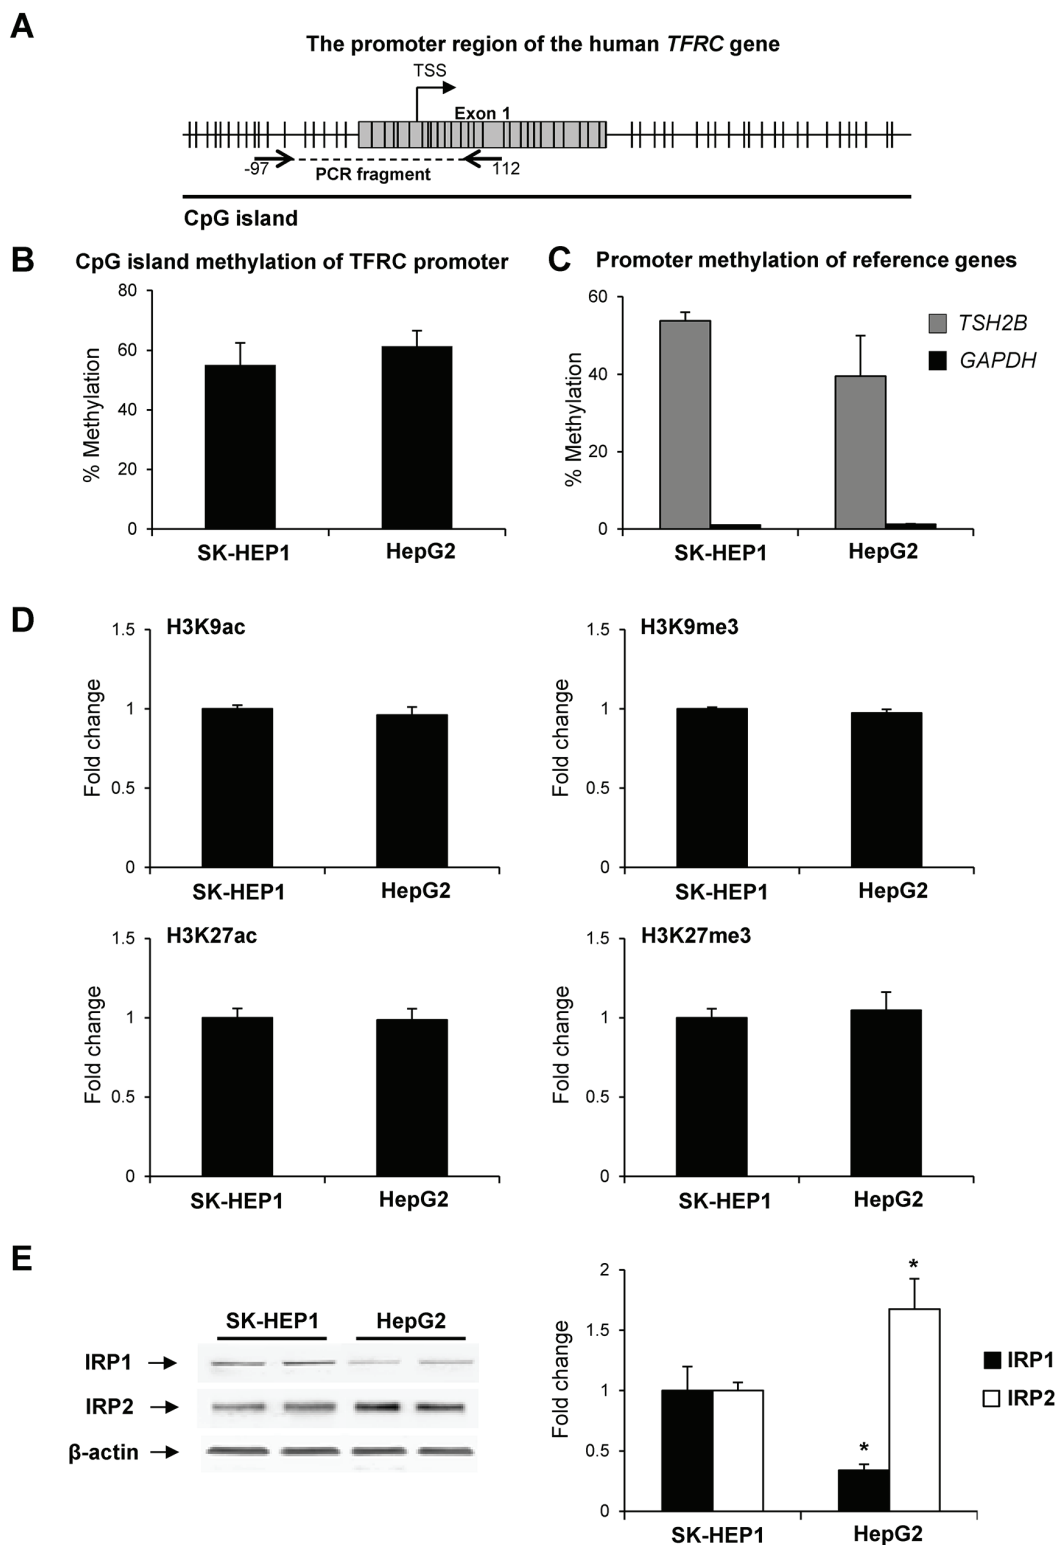 A
The promoter region of the human TFRC gene
TSS
Exon 1
-97
PCR fragment
112
CpG island
B
CpG island methylation of TFRC promoter
80
60
40
20
0
% Methylation
SK-HEP1
HepG2
C
Promoter methylation of reference genes
60
40
20
0
% Methylation
TSH2B
GAPDH
SK-HEP1
HepG2
D
H3K9ac
1.5
1
0.5
0
Fold change
SK-HEP1
HepG2
H3K9me3
1.5
1
0.5
0
Fold change
SK-HEP1
HepG2
H3K27ac
1.5
1
0.5
0
Fold change
SK-HEP1
HepG2
H3K27me3
1.5
1
0.5
0
Fold change
SK-HEP1
HepG2
E
SK-HEP1 HepG2
IRP1
IRP2
β-actin
2
1.5
1
0.5
0
Fold change
*
*
IRP1
IRP2
SK-HEP1
HepG2